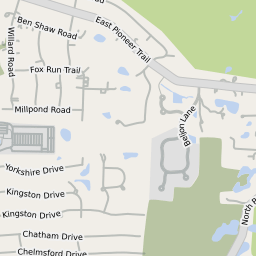 Ben Shaw Road
East Pioneer Trail
Willard Road
Fox Run Trail
Millpond Road
Bellon Lane
Yorkshire Drive
Kingston Drive
Kingston Drive
North
Chatham Drive
Chelmsford Drive